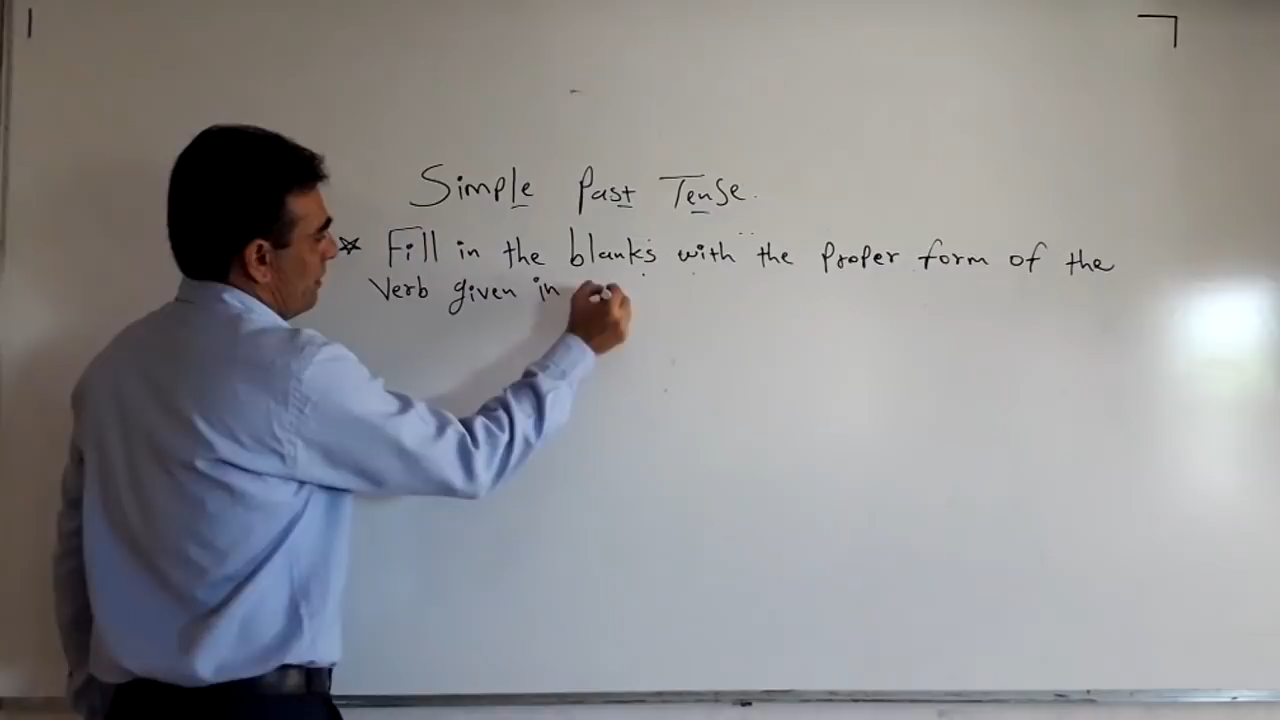 Simple Past Tense.
Fill in the blanks with the proper form of the
Verb given in